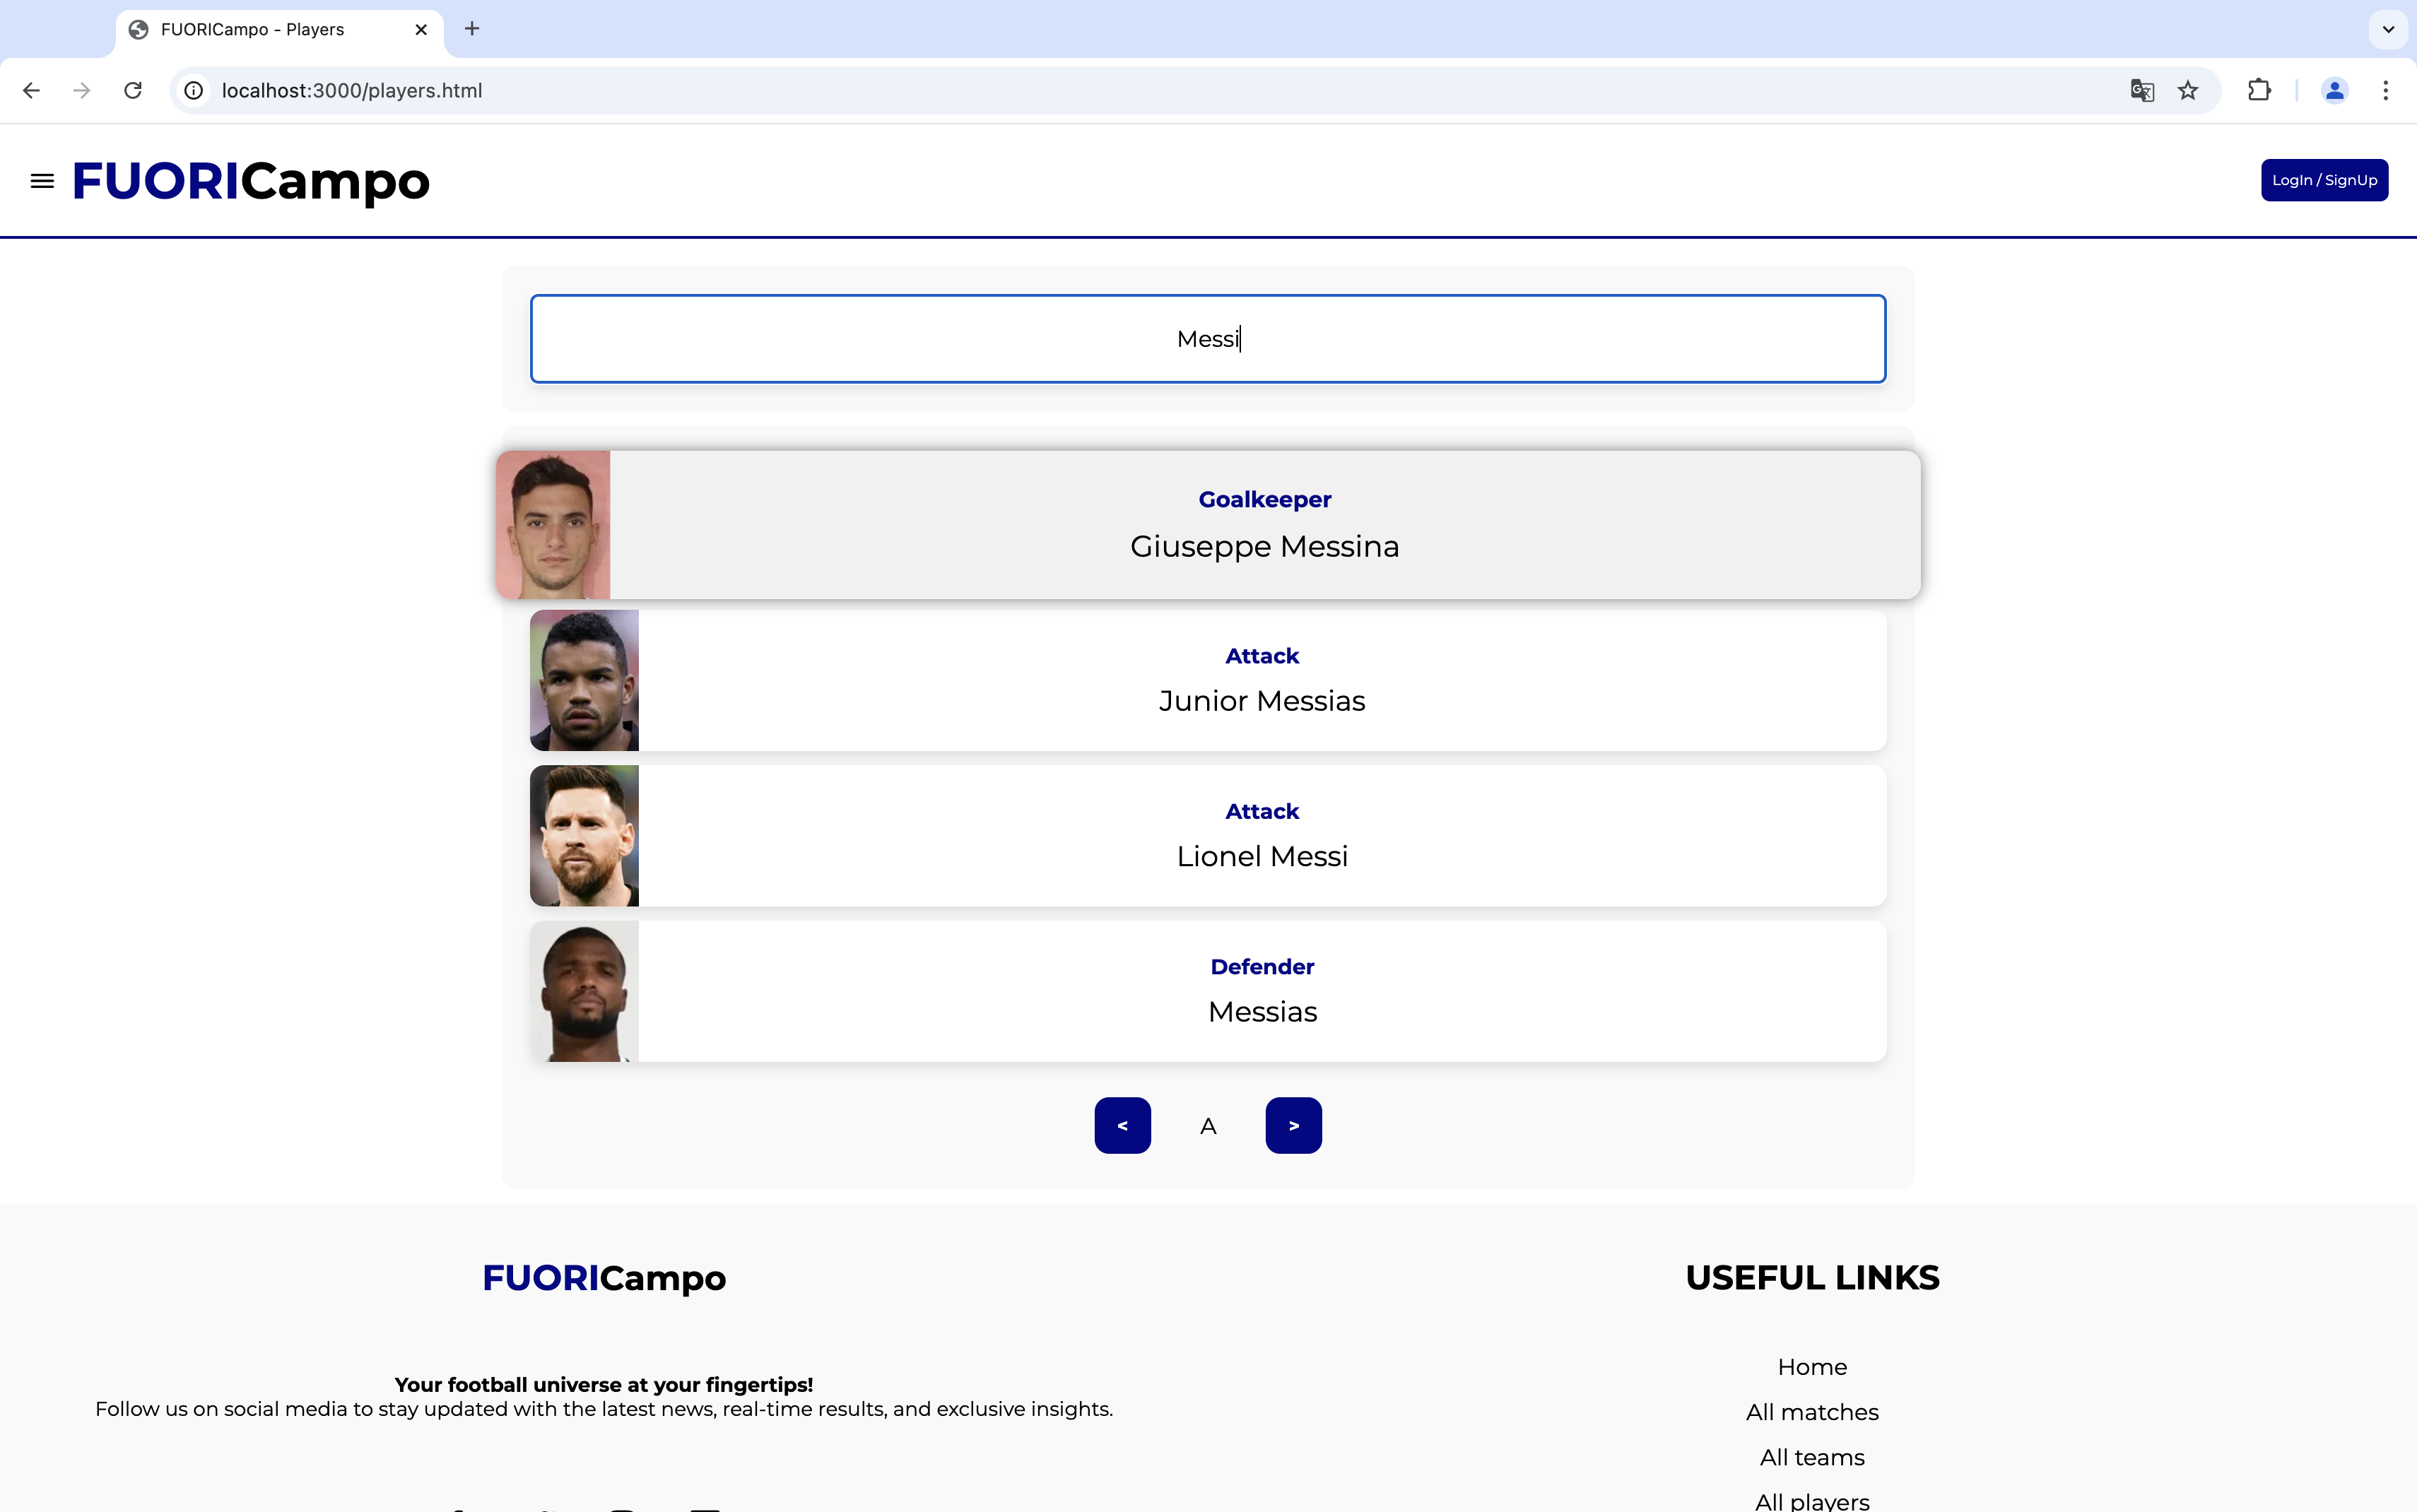 FUORICampo - Players
localhost:3000/players.html
FUORICampo
LogIn / SignUp
Messi
Goalkeeper
Giuseppe Messina
Attack
Junior Messias
Attack
Lionel Messi
Defender
Messias
< A >
FUORICampo
Your football universe at your fingertips!
Follow us on social media to stay updated with the latest news, real-time results, and exclusive insights.
USEFUL LINKS
Home
All matches
All teams
All players